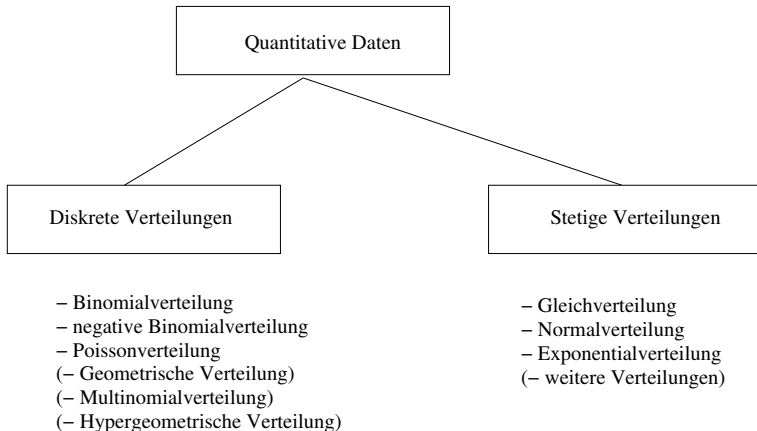 Quantitative Daten
Diskrete Verteilungen
− Binomialverteilung
− negative Binomialverteilung
− Poissonverteilung
(− Geometrische Verteilung)
(− Multinomialverteilung)
(− Hypergeometrische Verteilung)
Stetige Verteilungen
− Gleichverteilung
− Normalverteilung
− Exponentialverteilung
(− weitere Verteilungen)